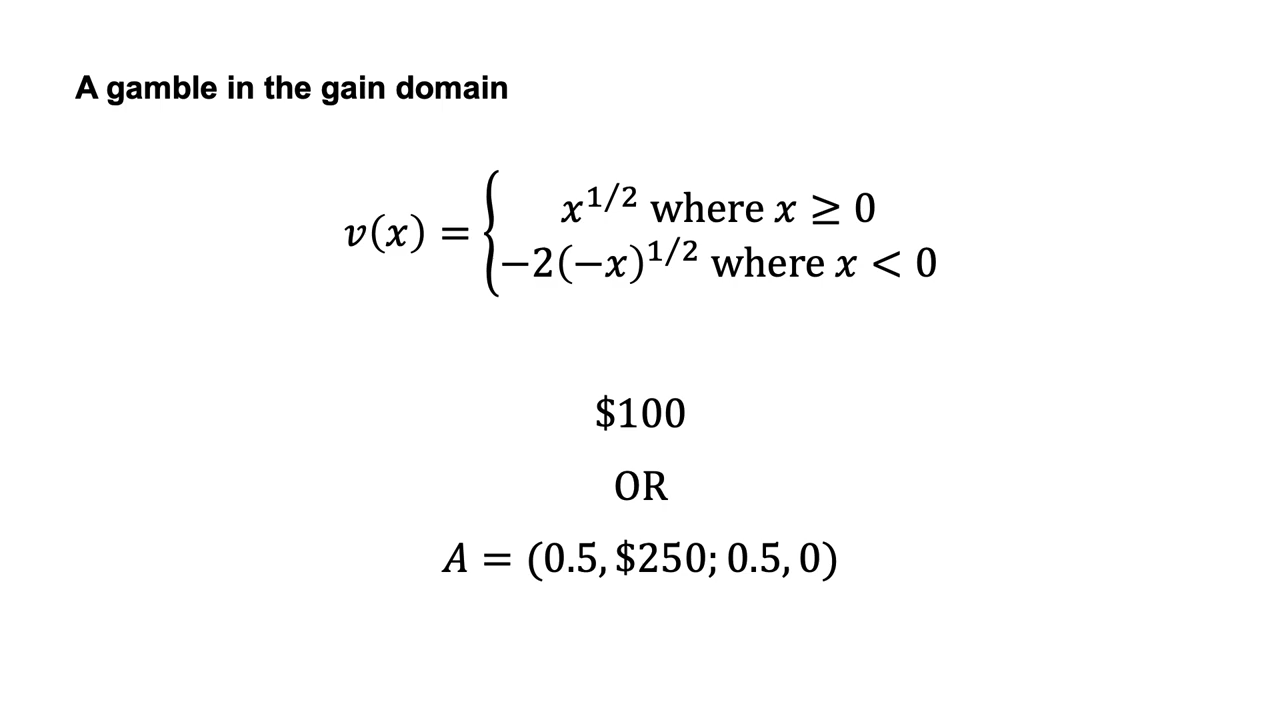 A gamble in the gain domain
v(x) = { x^{1/2} where x ≥ 0
−2(−x)^{1/2} where x < 0
$100
OR
A = (0.5, $250; 0.5, 0)